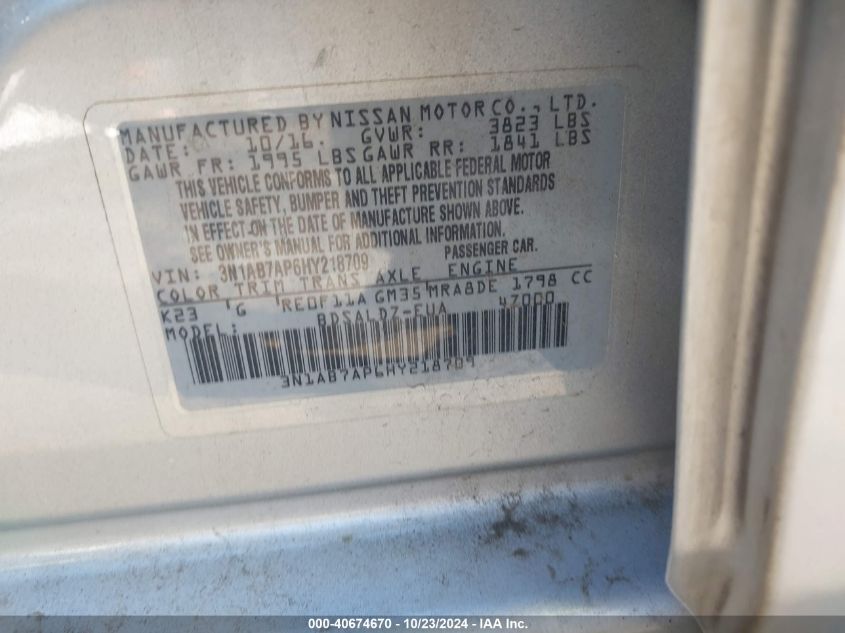 MANUFACTURED BY NISSAN MOTOR CO., LTD.
DATE: 10/16 GVWR: 3823 LBS
GAWR FR: 1995 LBS GAWR RR: 1841 LBS
THIS VEHICLE CONFORMS TO ALL APPLICABLE FEDERAL MOTOR
VEHICLE SAFETY, BUMPER AND THEFT PREVENTION STANDARDS
IN EFFECT ON THE DATE OF MANUFACTURE SHOWN ABOVE.
SEE OWNER'S MANUAL FOR ADDITIONAL INFORMATION.
VIN: 3N1AB7AP6HY218709 PASSENGER CAR.
COLOR TRIM TRANS AXLE ENGINE
K23 G RE0F11A GM35 MRA8DE 1798 CC
MODEL: BDSALDZ-EUA 47000
3N1AB7AP6HY218709
000-40674670 - 10/23/2024 - IAA Inc.